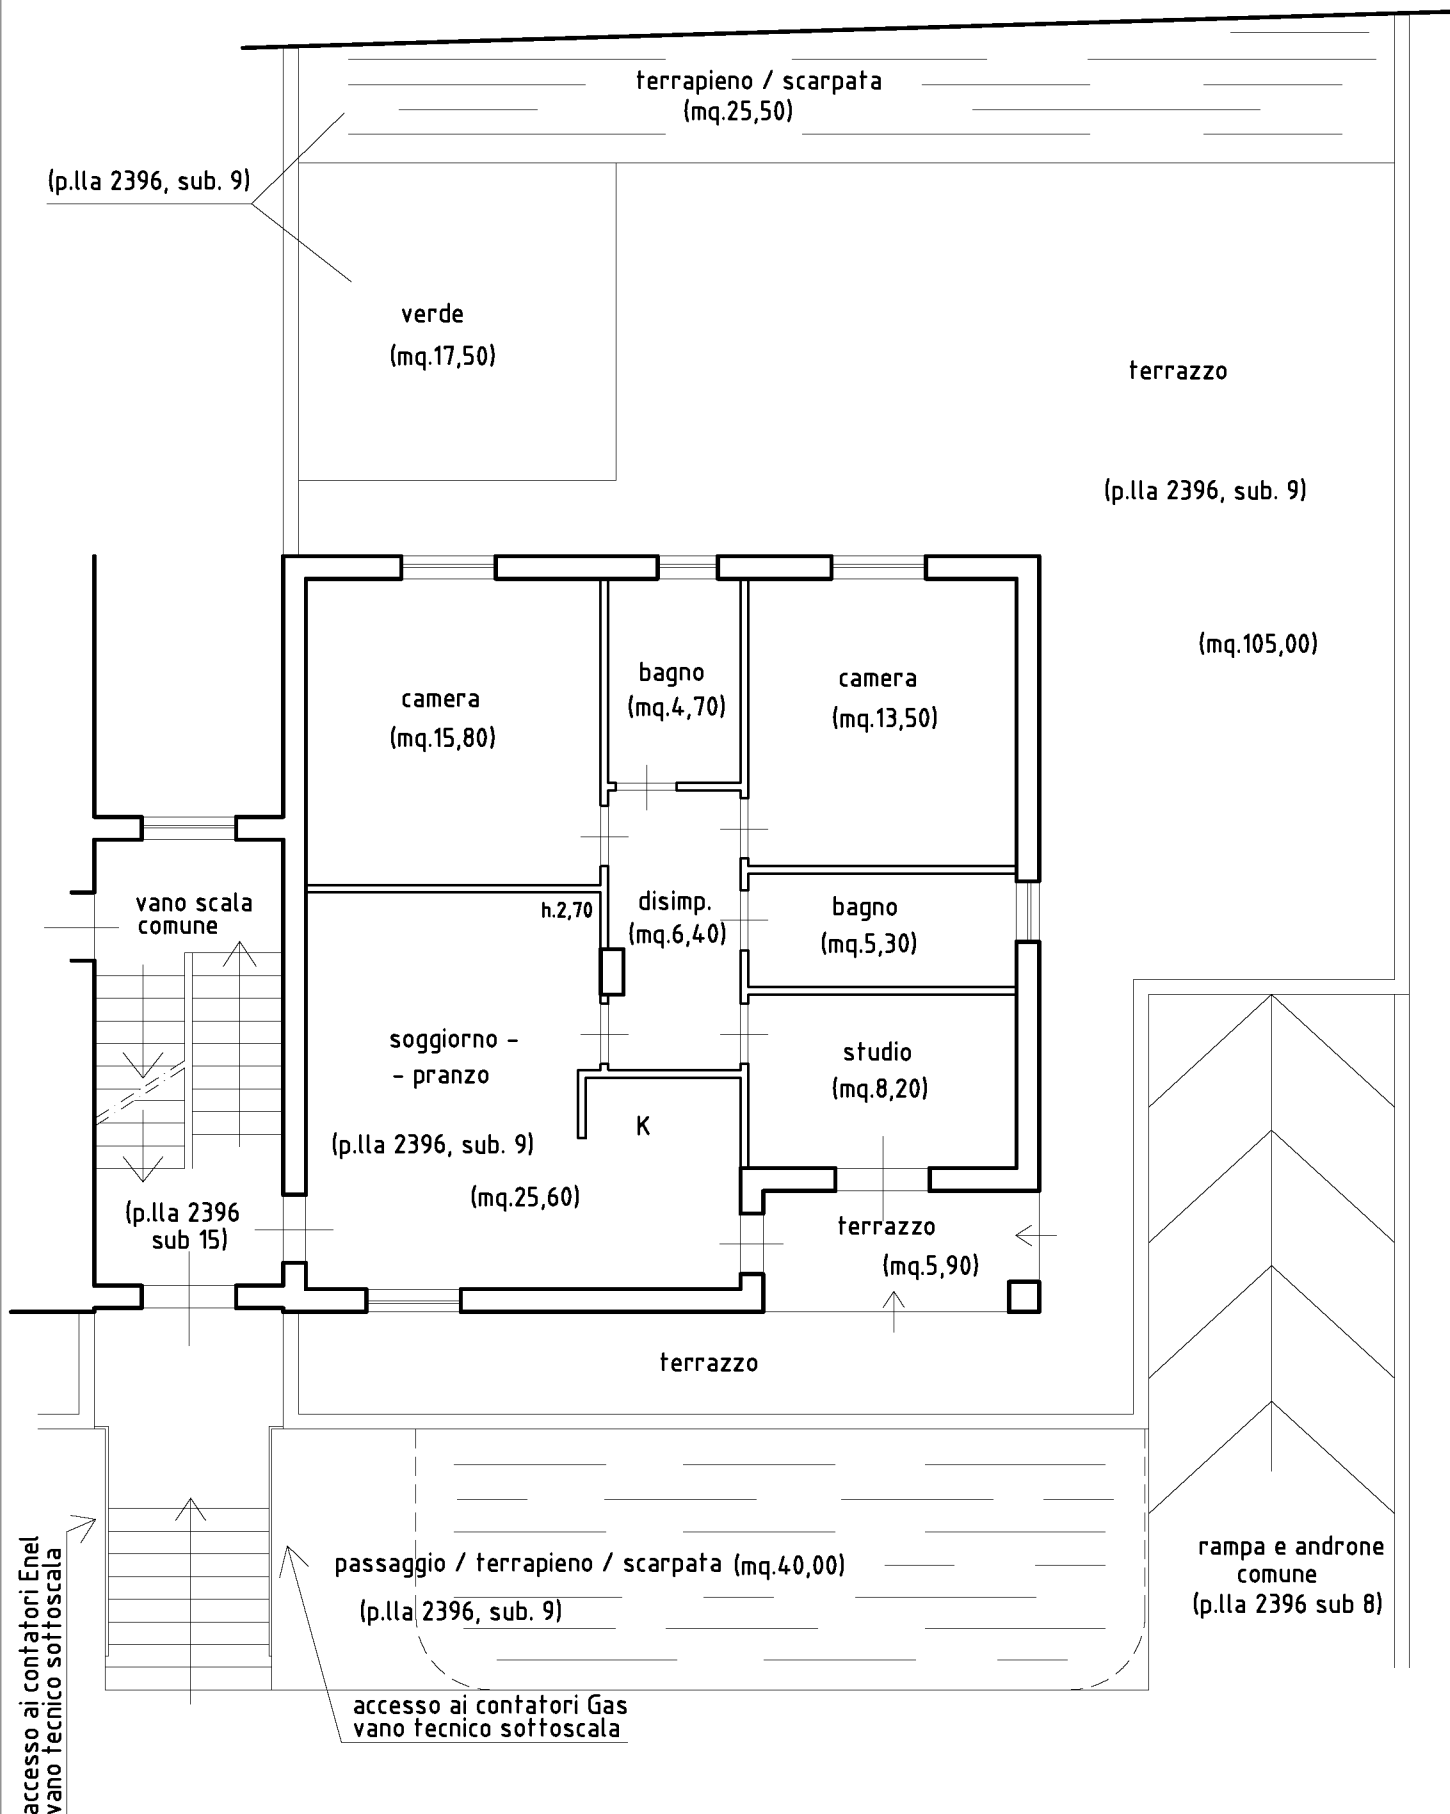 terrapieno / scarpata
(mq.25,50)
(p.lla 2396, sub. 9)
verde
(mq.17,50)
terrazzo
(p.lla 2396, sub. 9)
(mq.105,00)
camera
(mq.15,80)
bagno
(mq.4,70)
camera
(mq.13,50)
vano scala
comune
h.2,70
disimp.
(mq.6,40)
bagno
(mq.5,30)
soggiorno -
- pranzo
studio
(mq.8,20)
K
(p.lla 2396, sub. 9)
(mq.25,60)
(p.lla 2396
sub 15)
terrazzo
(mq.5,90)
terrazzo
passaggio / terrapieno / scarpata (mq.40,00)
(p.lla 2396, sub. 9)
rampa e androne
comune
(p.lla 2396 sub 8)
accesso ai contatori Gas
vano tecnico sottoscala
accesso ai contatori Enel
vano tecnico sottoscala